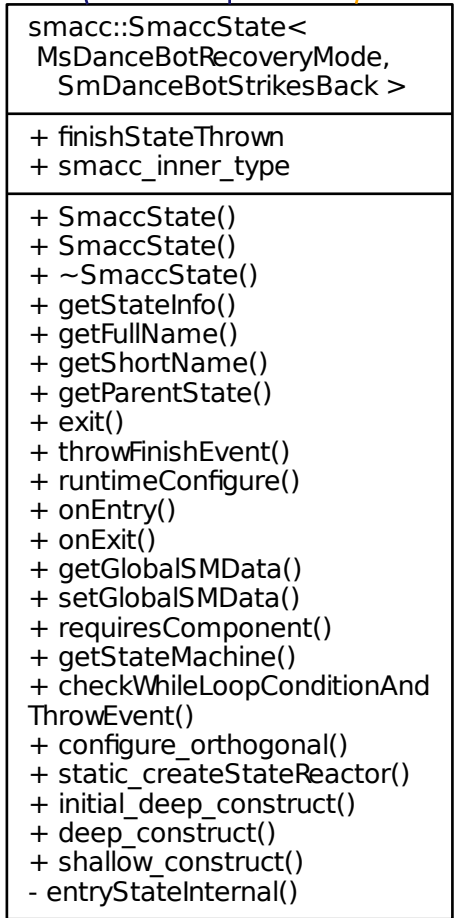 smacc::SmaccState<
MsDanceBotRecoveryMode,
SmDanceBotStrikesBack >
+ finishStateThrown
+ smacc_inner_type
+ SmaccState()
+ SmaccState()
+ ~SmaccState()
+ getStateInfo()
+ getFullName()
+ getShortName()
+ getParentState()
+ exit()
+ throwFinishEvent()
+ runtimeConfigure()
+ onEntry()
+ onExit()
+ getGlobalSMData()
+ setGlobalSMData()
+ requiresComponent()
+ getStateMachine()
+ checkWhileLoopConditionAnd
ThrowEvent()
+ configure_orthogonal()
+ static_createStateReactor()
+ initial_deep_construct()
+ deep_construct()
+ shallow_construct()
- entryStateInternal()